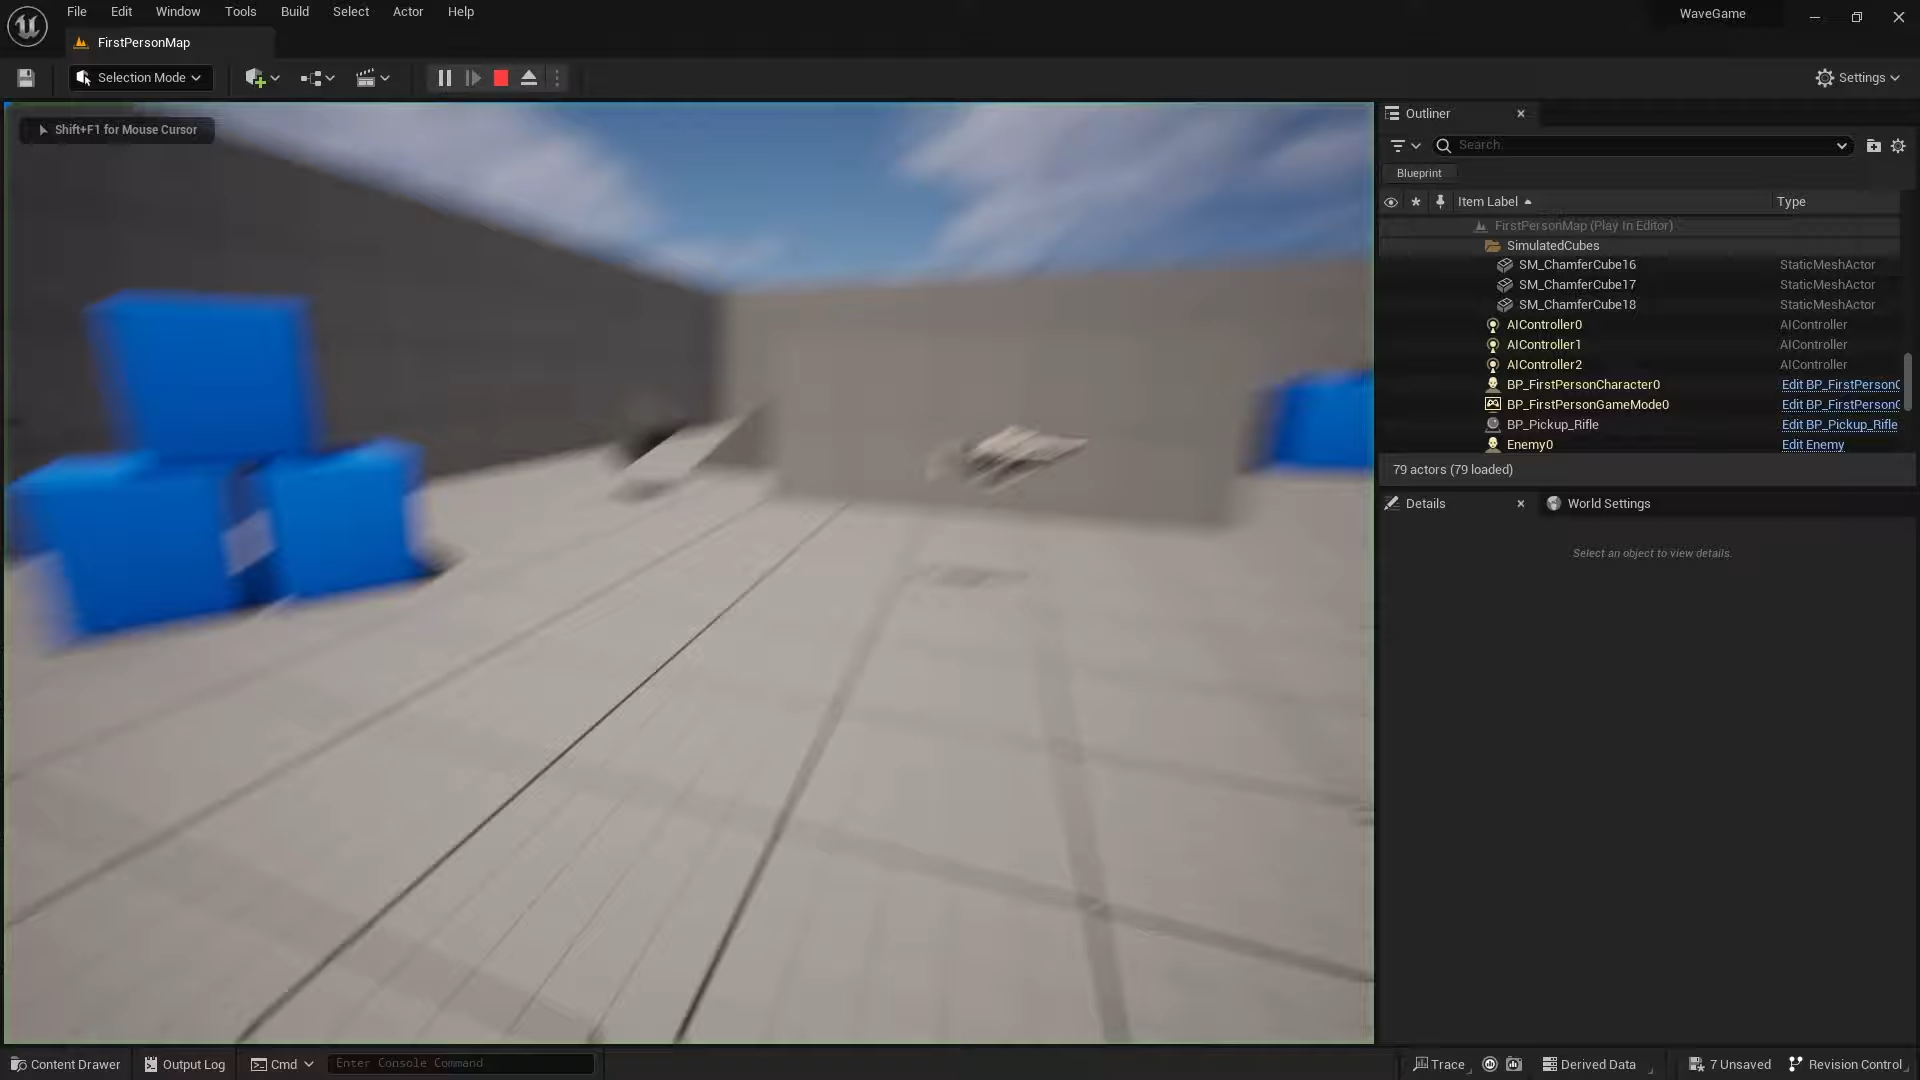 File Edit Window Tools Build Select Actor Help
WaveGame
FirstPersonMap
Selection Mode
Settings
Shift+F1 for Mouse Cursor
Outliner
Search.
Blueprint
Item Label
Type
FirstPersonMap (Play In Editor)
SimulatedCubes
SM_ChamferCube16 StaticMeshActor
SM_ChamferCube17 StaticMeshActor
SM_ChamferCube18 StaticMeshActor
AIController0 AIController
AIController1 AIController
AIController2 AIController
BP_FirstPersonCharacter0 Edit BP_FirstPersonC
BP_FirstPersonGameMode0 Edit BP_FirstPersonG
BP_Pickup_Rifle Edit BP_Pickup_Rifle
Enemy0 Edit Enemy
79 actors (79 loaded)
Details
World Settings
Select an object to view details.
Content Drawer
Output Log
Cmd
Enter Console Command
Trace
Derived Data
7 Unsaved
Revision Control